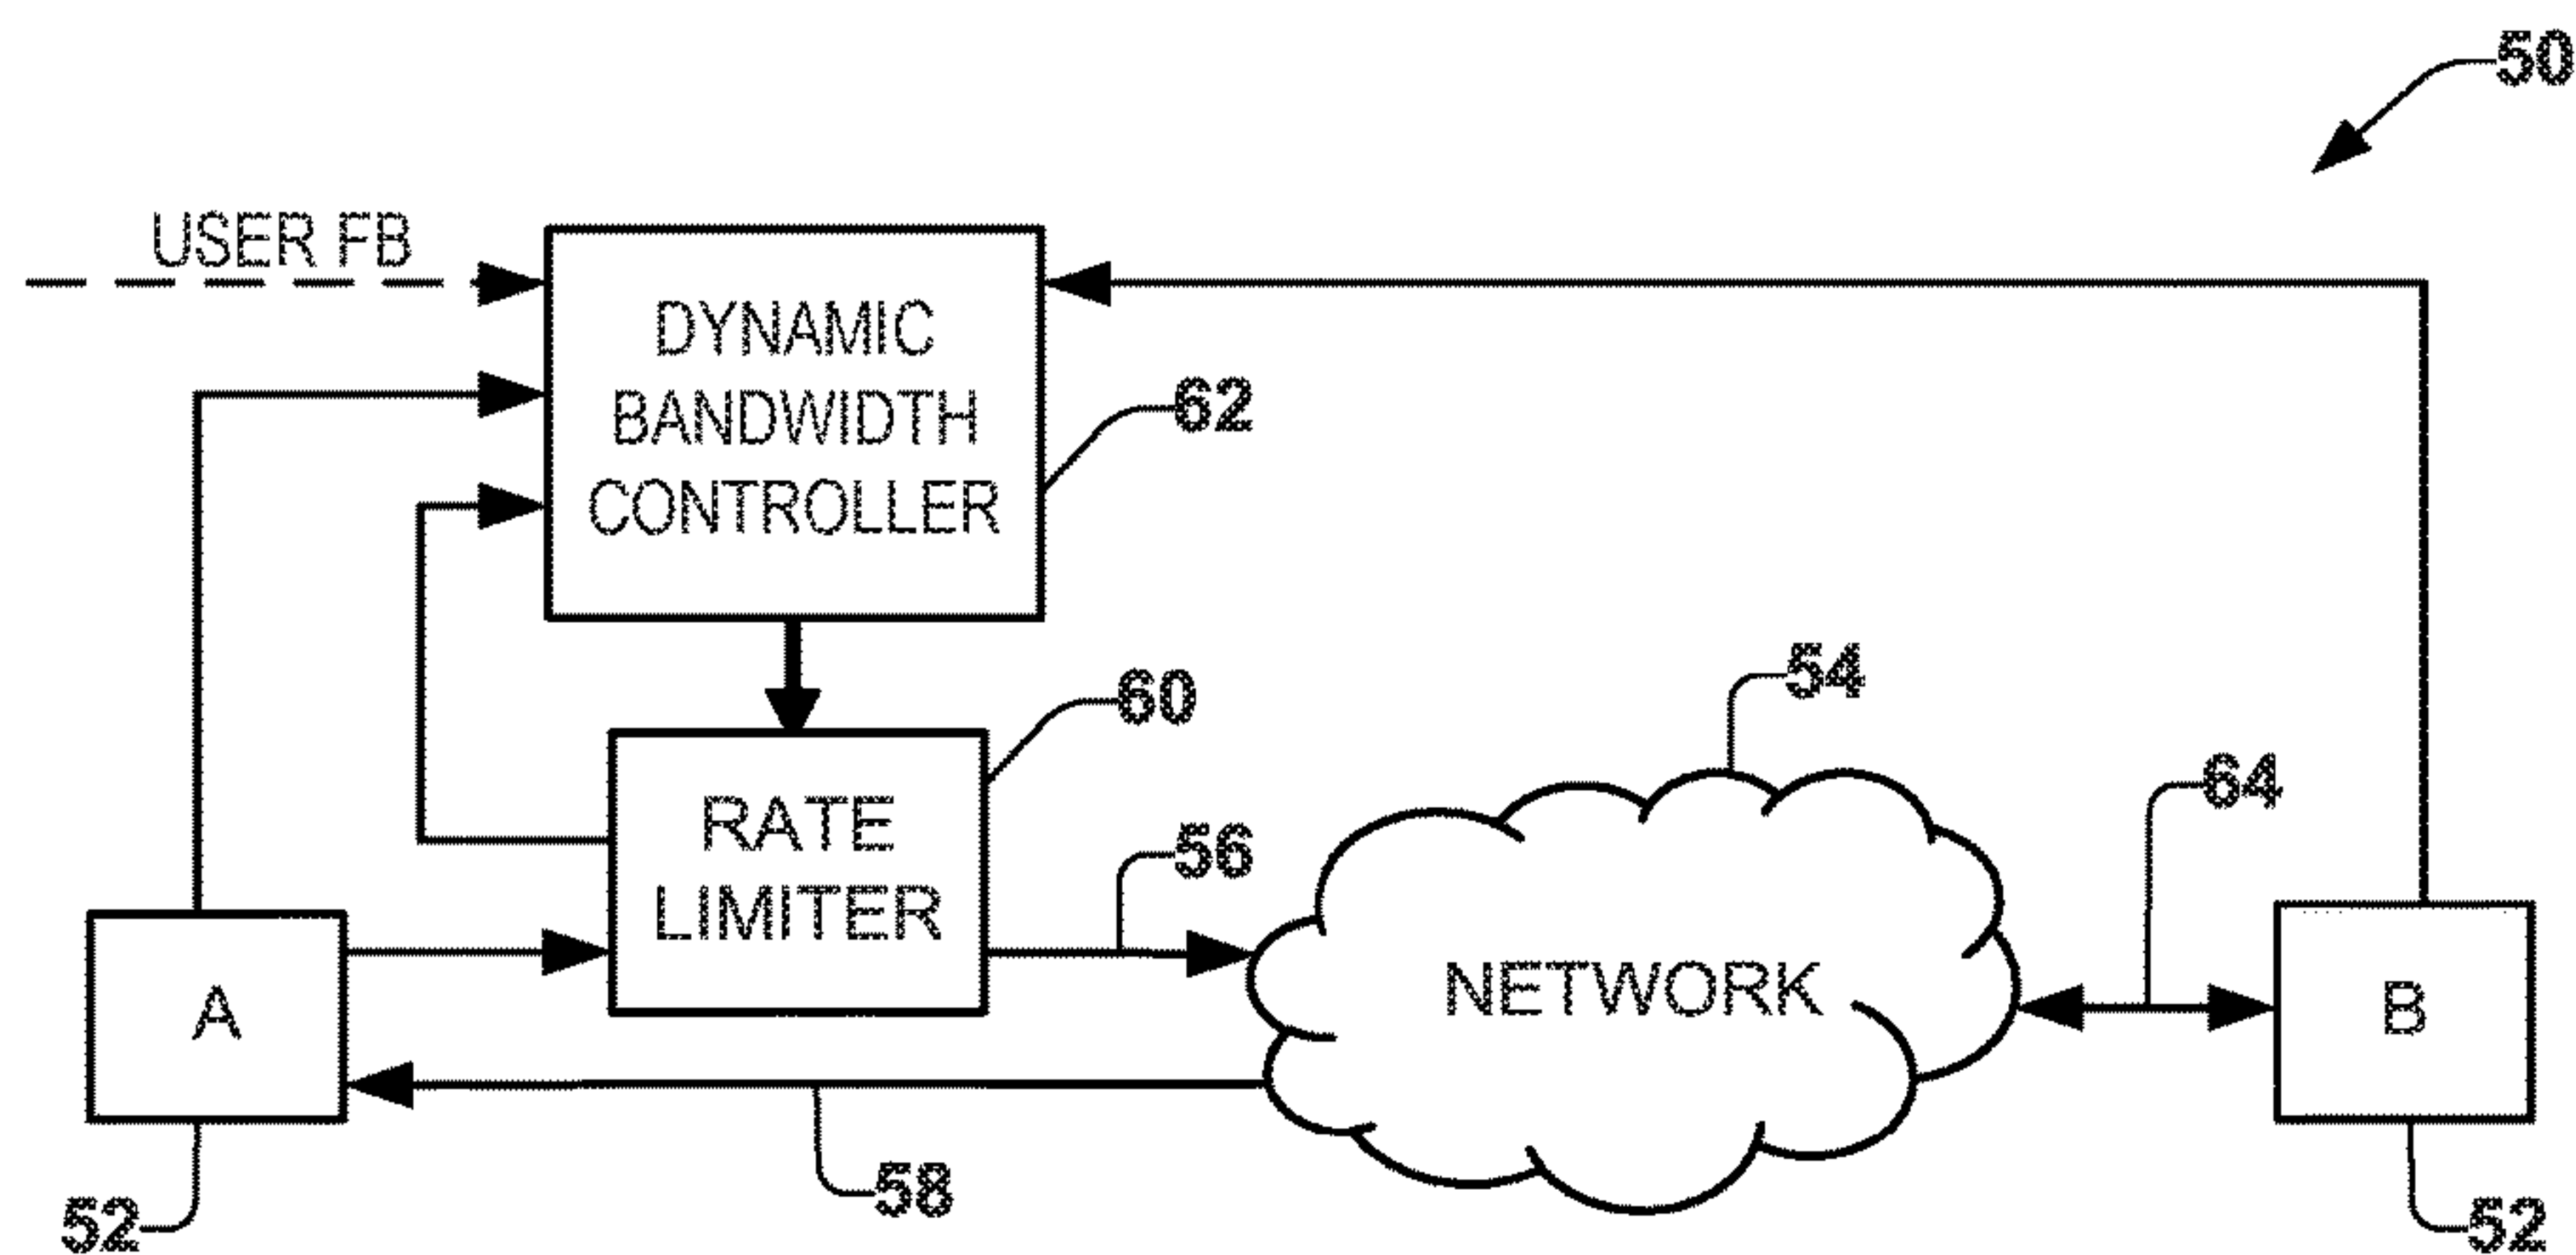 50
USER FB
DYNAMIC
BANDWIDTH
CONTROLLER
62
60
54
64
RATE
LIMITER
56
NETWORK
A
B
58
52
52